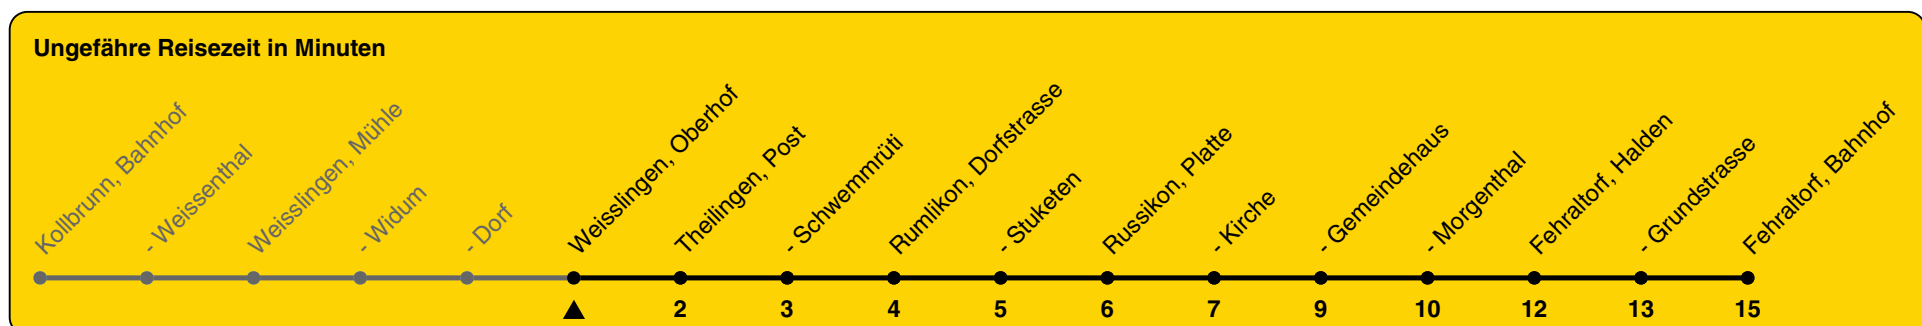 Ungefähre Reisezeit in Minuten
Kollbrunn, Bahnhof
- Weissenthal
Weisslingen, Mühle
- Widum
- Dorf
Weisslingen, Oberhof
Theilingen, Post
- Schwemmrüti
Rumlikon, Dorfstrasse
- Stuketen
Russikon, Platte
- Kirche
- Gemeindehaus
- Morgenthal
Fehraltorf, Halden
- Grundstrasse
Fehraltorf, Bahnhof
2 3 4 5 6 7 9 10 12 13 15